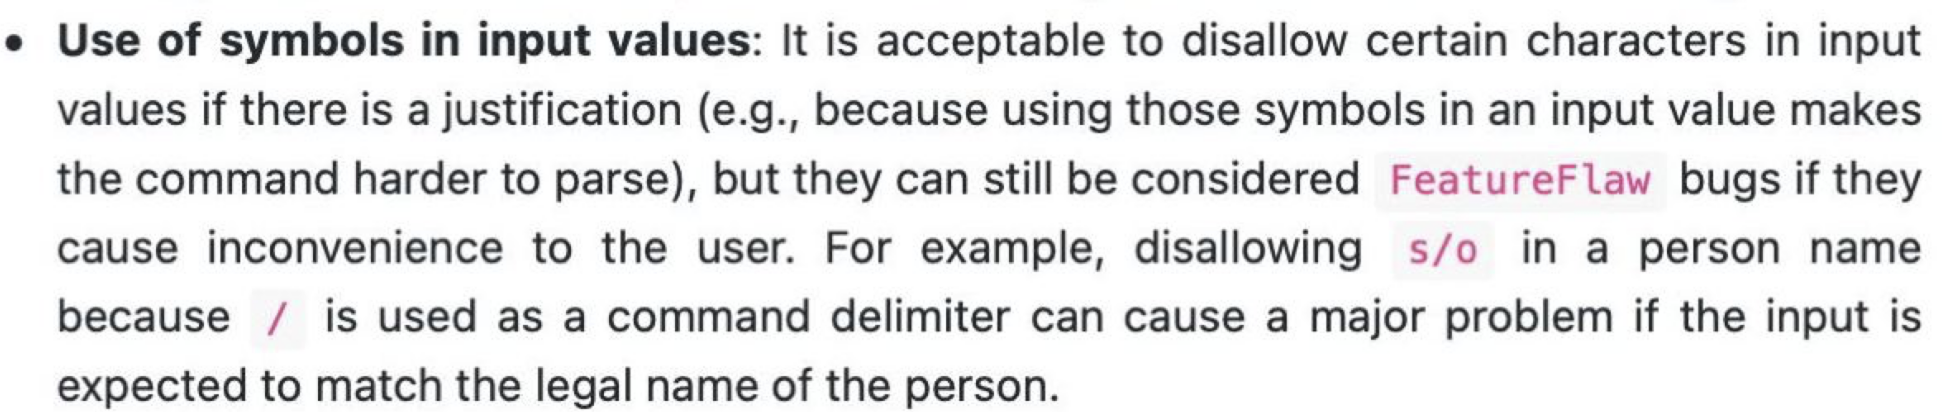 • Use of symbols in input values: It is acceptable to disallow certain characters in input
values if there is a justification (e.g., because using those symbols in an input value makes
the command harder to parse), but they can still be considered FeatureFlaw bugs if they
cause inconvenience to the user. For example, disallowing s/o in a person name
because / is used as a command delimiter can cause a major problem if the input is
expected to match the legal name of the person.